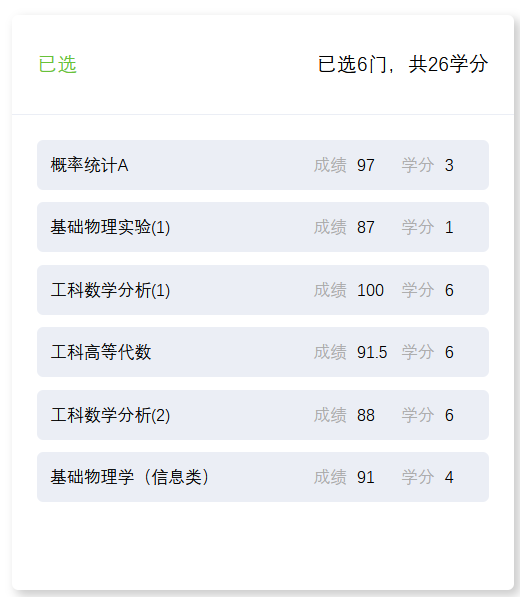 已选 已选6门，共26学分
概率统计A 成绩 97 学分 3
基础物理实验(1) 成绩 87 学分 1
工科数学分析(1) 成绩 100 学分 6
工科高等代数 成绩 91.5 学分 6
工科数学分析(2) 成绩 88 学分 6
基础物理学（信息类） 成绩 91 学分 4